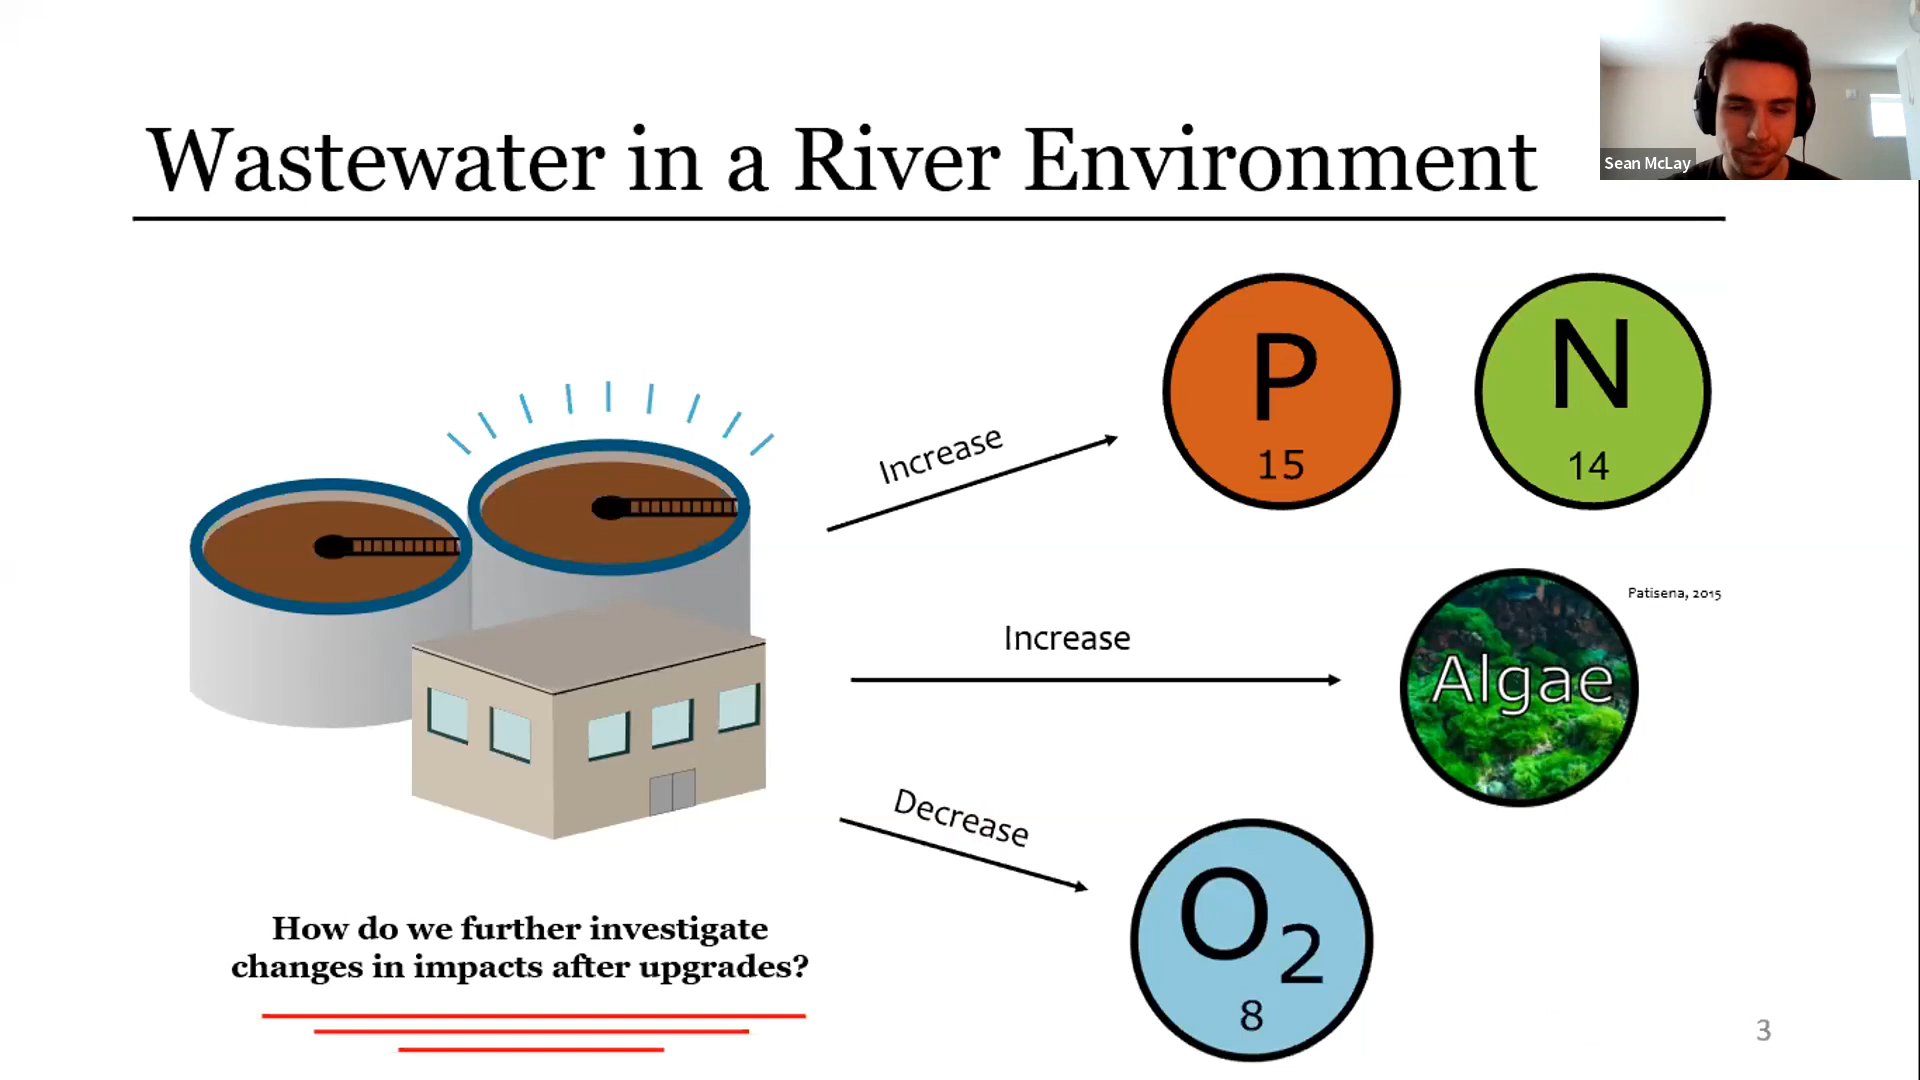 Wastewater in a River Environment
Sean McLay
Increase
P
15
N
14
Increase
Algae
Patisena, 2015
Decrease
O2
8
How do we further investigate
changes in impacts after upgrades?
3